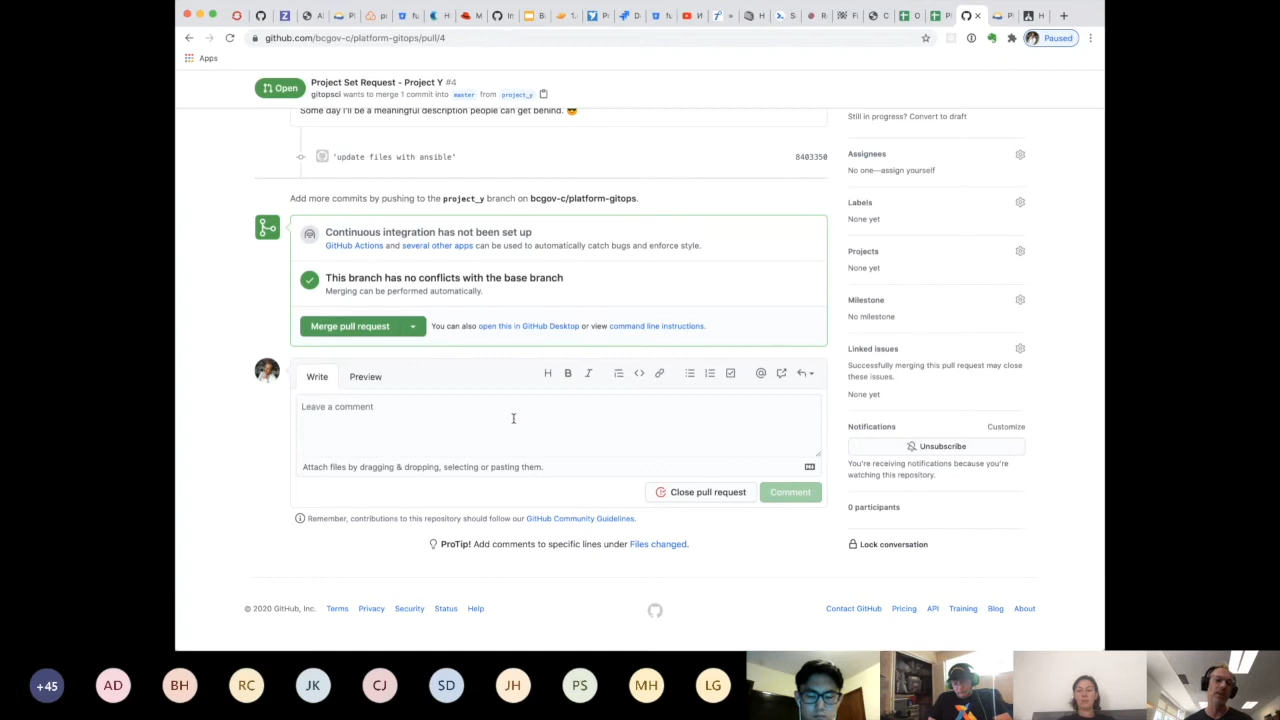 github.com/bcgov-c/platform-gitops/pull/4
Paused
Apps
Open
Project Set Request - Project Y #4
gitopsci wants to merge 1 commit into master from project_y
Some day I'll be a meaningful description people can get behind. 😎
Still in progress? Convert to draft
'update files with ansible'
8403350
Add more commits by pushing to the project_y branch on bcgov-c/platform-gitops.
Continuous integration has not been set up
GitHub Actions and several other apps can be used to automatically catch bugs and enforce style.
This branch has no conflicts with the base branch
Merging can be performed automatically.
Merge pull request
You can also open this in GitHub Desktop or view command line instructions.
Write
Preview
Leave a comment
Attach files by dragging & dropping, selecting or pasting them.
Close pull request
Comment
Remember, contributions to this repository should follow our GitHub Community Guidelines.
ProTip! Add comments to specific lines under Files changed.
Assignees
No one—assign yourself
Labels
None yet
Projects
None yet
Milestone
No milestone
Linked issues
Successfully merging this pull request may close
these issues.
None yet
Notifications
Customize
Unsubscribe
You're receiving notifications because you're
watching this repository.
0 participants
Lock conversation
© 2020 GitHub, Inc.
Terms
Privacy
Security
Status
Help
Contact GitHub
Pricing
API
Training
Blog
About
+45
AD
BH
RC
JK
CJ
SD
JH
PS
MH
LG